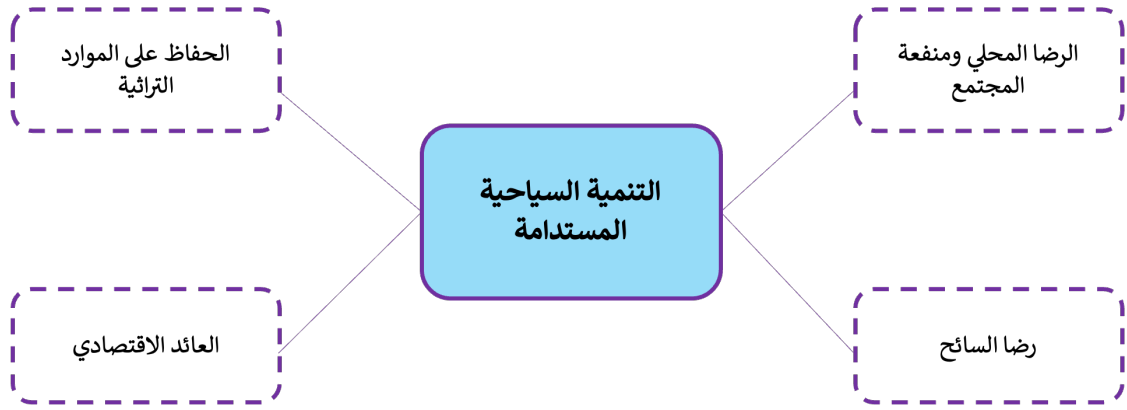 الرضا المحلي ومنفعة
المجتمع
الحفاظ على الموارد
التراثية
التنمية السياحية
المستدامة
رضا السائح
العائد الاقتصادي